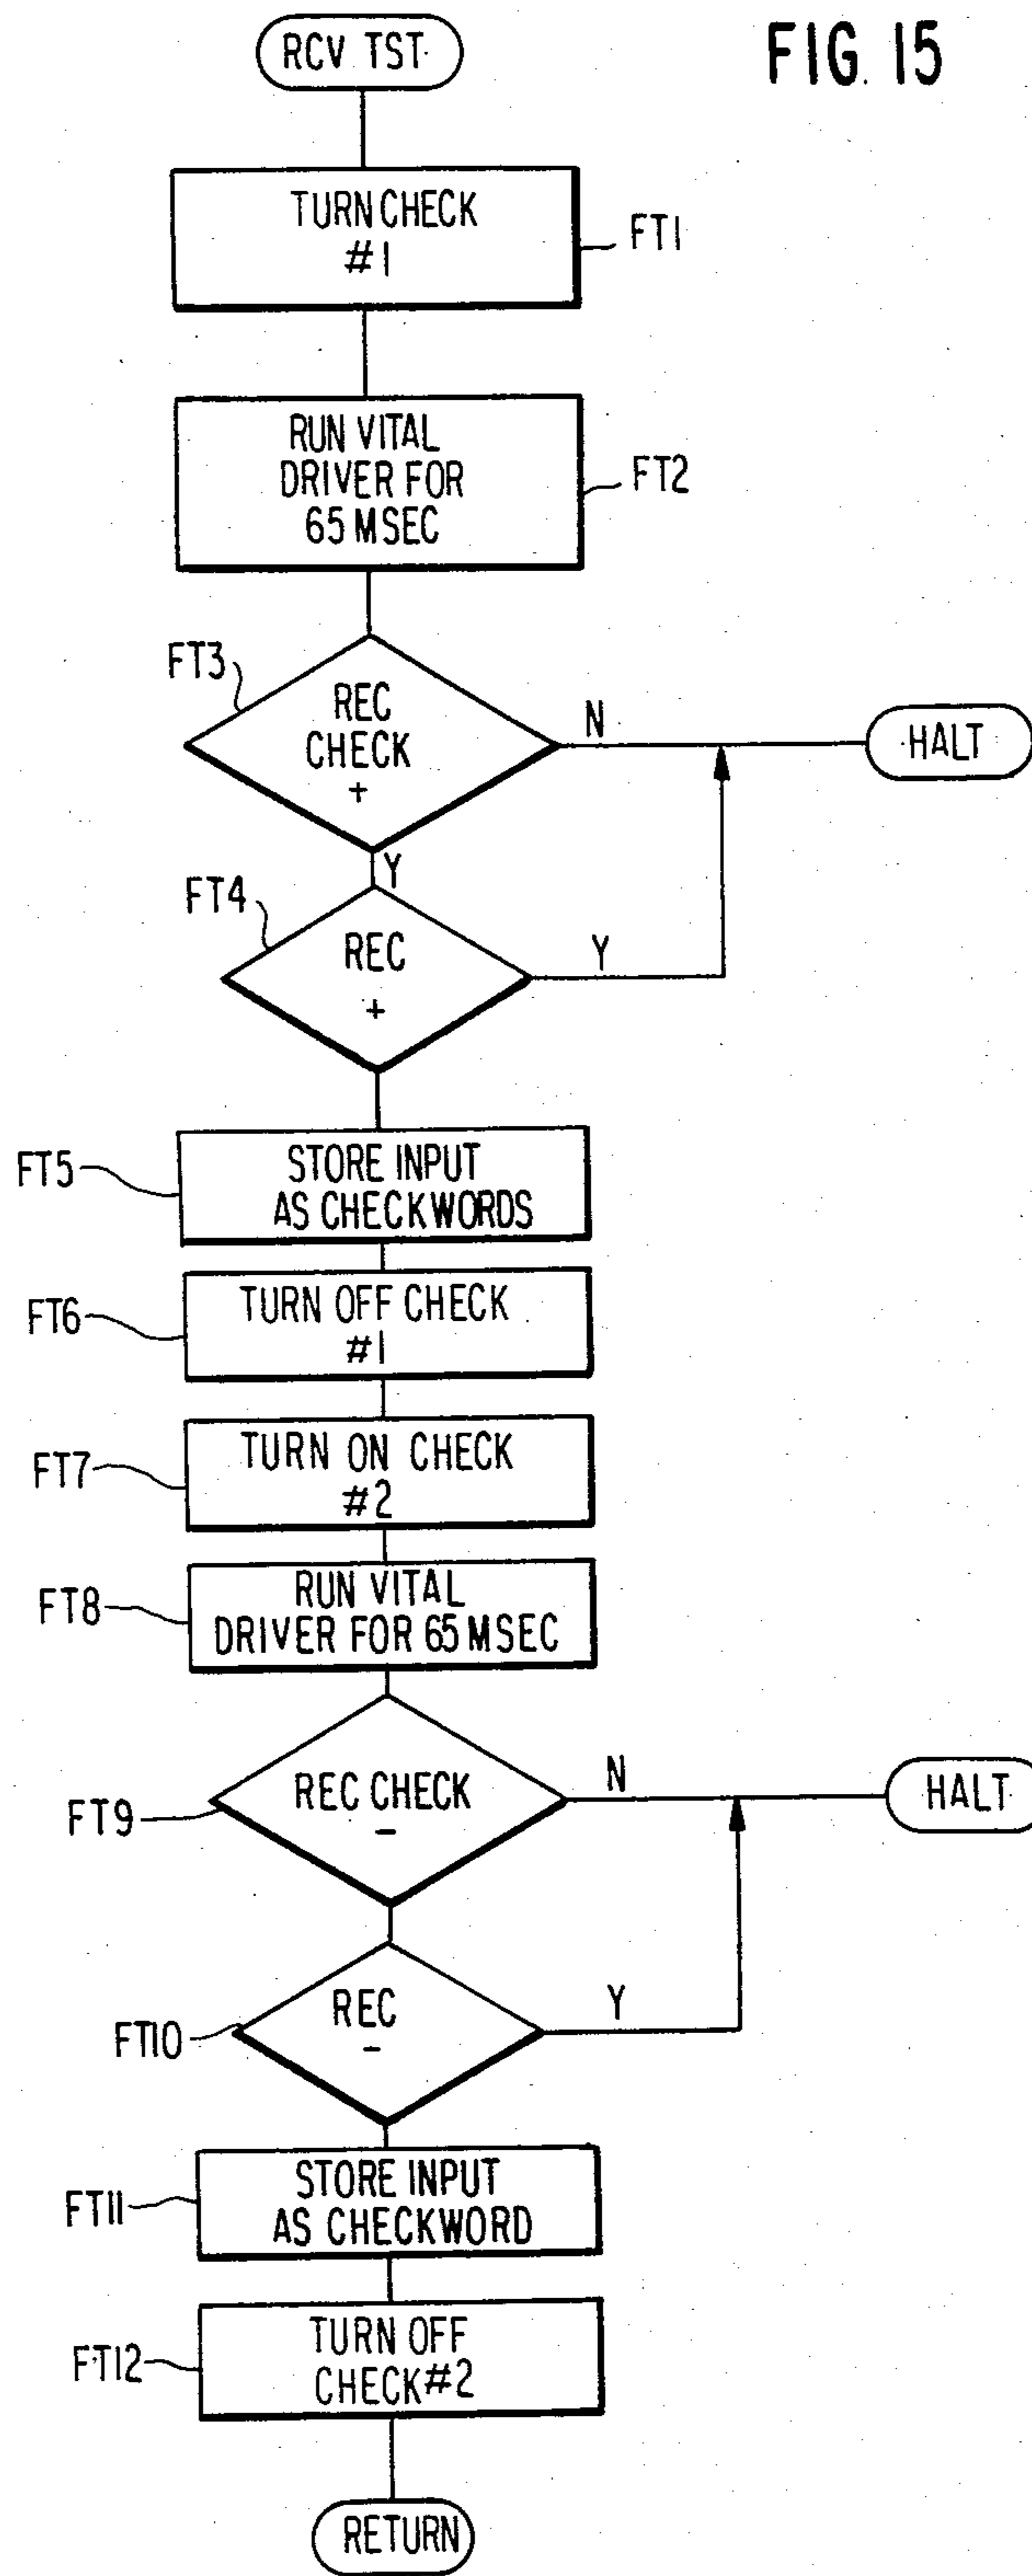 FIG. 15
RCV TST
TURN CHECK
#1
FT1
RUN VITAL
DRIVER FOR
65 MSEC
FT2
FT3
REC
CHECK
+
N
HALT
Y
FT4
REC
+
Y
FT5
STORE INPUT
AS CHECKWORDS
FT6
TURN OFF CHECK
#1
FT7
TURN ON CHECK
#2
FT8
RUN VITAL
DRIVER FOR 65 MSEC
FT9
REC CHECK
-
N
HALT
FT10
REC
-
Y
FT11
STORE INPUT
AS CHECKWORD
FT12
TURN OFF
CHECK #2
RETURN